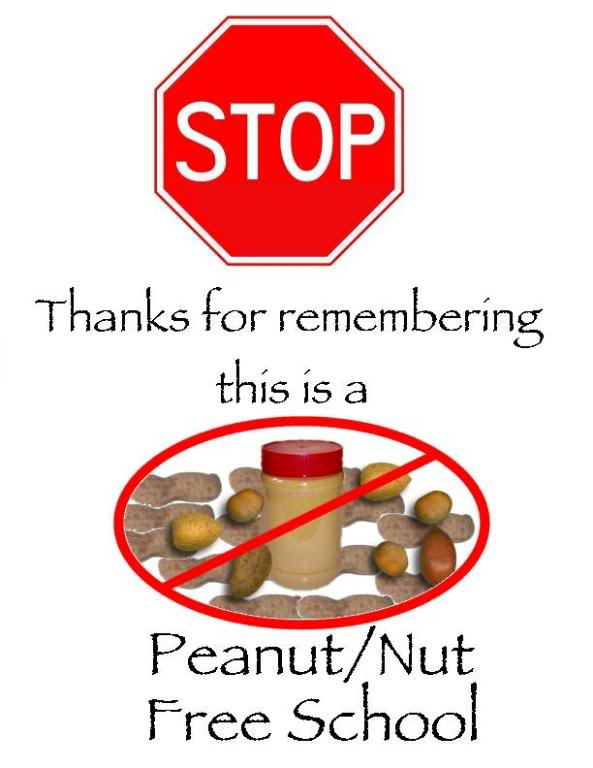 STOP
Thanks for remembering
this is a
Peanut/Nut
Free School